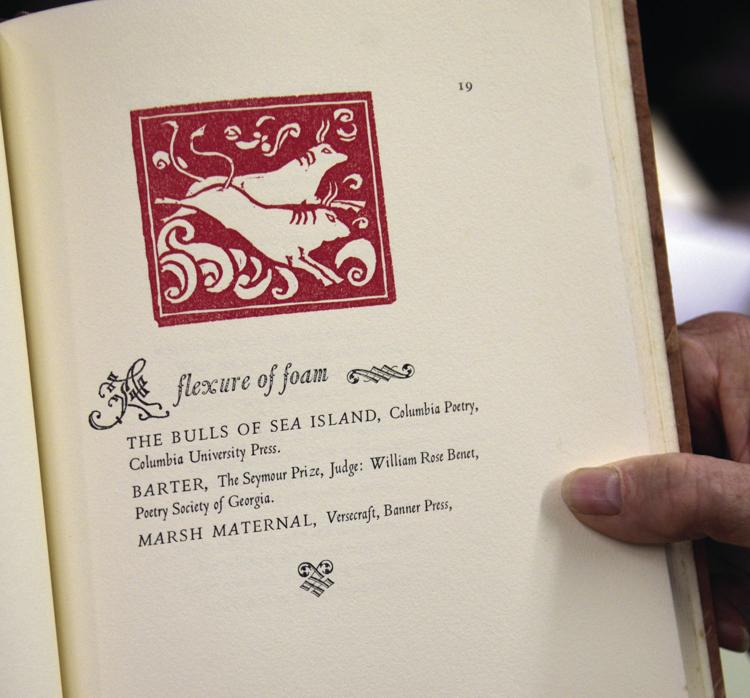 19
A flexure of foam
THE BULLS OF SEA ISLAND, Columbia Poetry,
Columbia University Press.
BARTER, The Seymour Prize, Judge: William Rose Benet,
Poetry Society of Georgia.
MARSH MATERNAL, Versecraft, Banner Press,